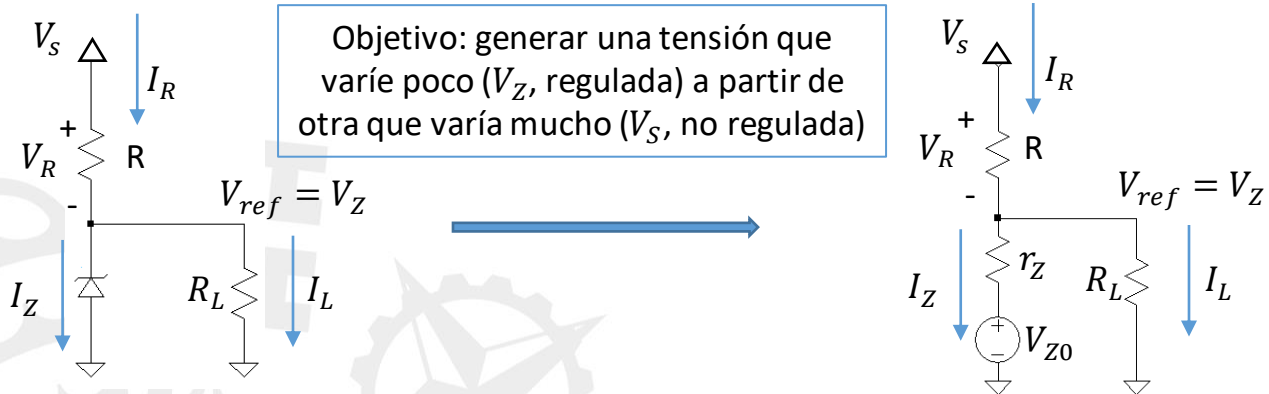 Objetivo: generar una tensión que
varíe poco (V_Z, regulada) a partir de
otra que varía mucho (V_S, no regulada)
V_s
I_R
+
V_R
R
-
V_ref = V_Z
I_Z
R_L
I_L
V_s
I_R
+
V_R
R
-
V_ref = V_Z
r_Z
I_Z
R_L
I_L
+
−
V_Z0